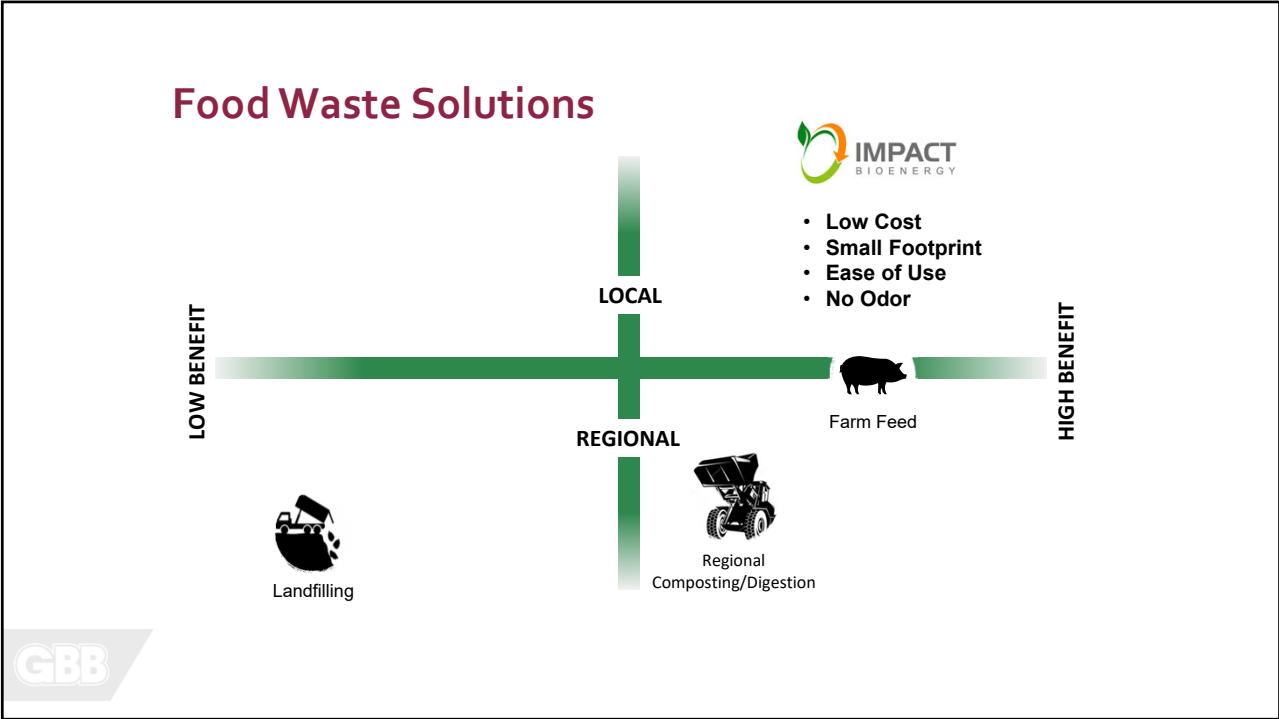 Food Waste Solutions
IMPACT
BIOENERGY
• Low Cost
• Small Footprint
• Ease of Use
• No Odor
LOCAL
LOW BENEFIT
HIGH BENEFIT
Farm Feed
REGIONAL
Regional
Composting/Digestion
Landfilling
GBB